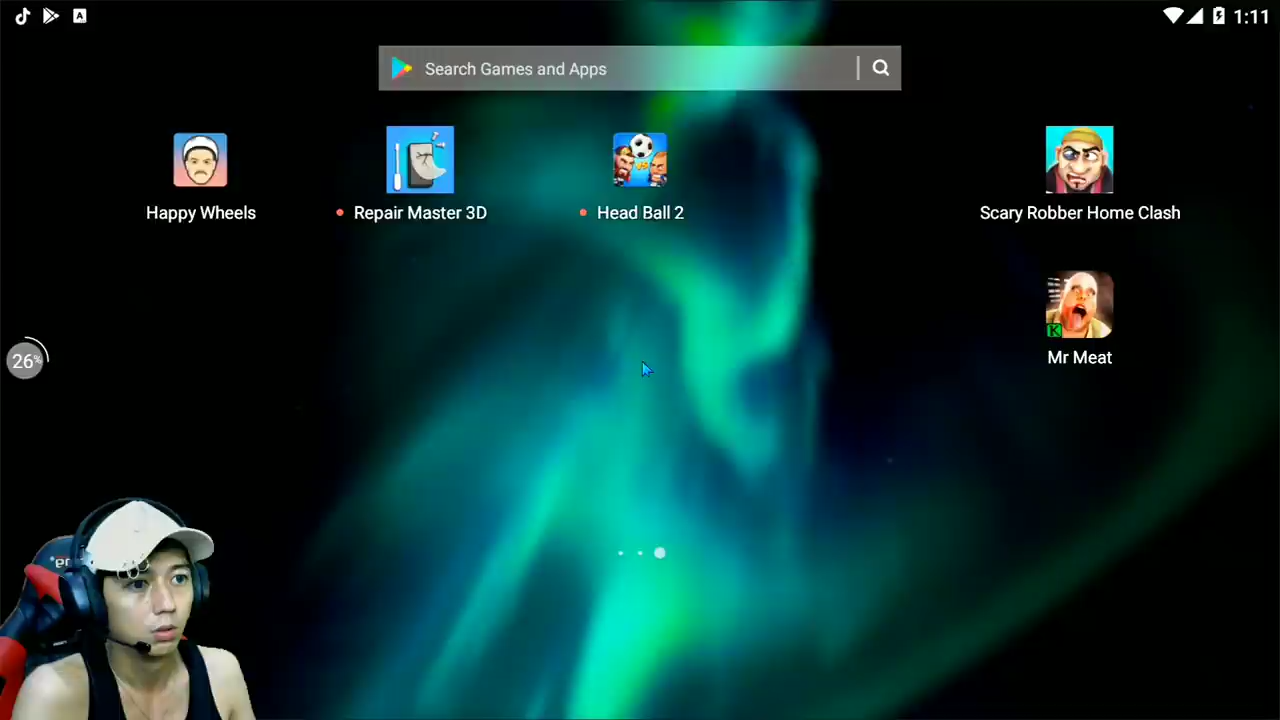 1:11
Search Games and Apps
Happy Wheels
Repair Master 3D
Head Ball 2
Scary Robber Home Clash
K
Mr Meat
26%